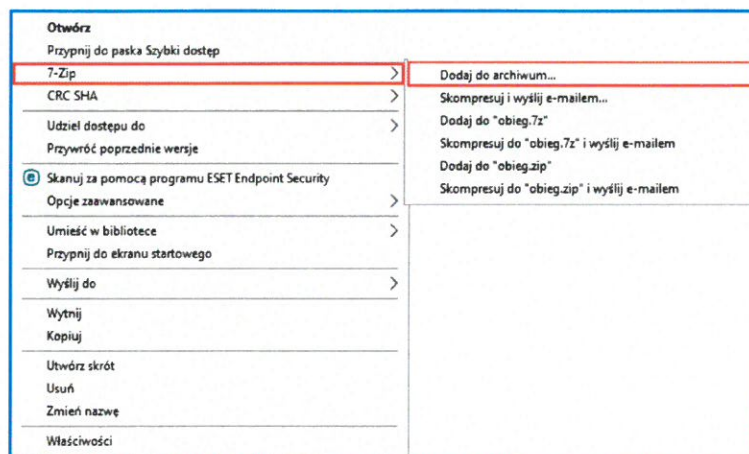 Otwórz
Przypnij do paska Szybki dostęp
7-Zip
CRC SHA
Udziel dostępu do
Przywróć poprzednie wersje
Skanuj za pomocą programu ESET Endpoint Security
Opcje zaawansowane
Umieść w bibliotece
Przypnij do ekranu startowego
Wyślij do
Wytnij
Kopiuj
Utwórz skrót
Usuń
Zmień nazwę
Właściwości
Dodaj do archiwum...
Skompresuj i wyślij e-mailem...
Dodaj do "obieg.7z"
Skompresuj do "obieg.7z" i wyślij e-mailem
Dodaj do "obieg.zip"
Skompresuj do "obieg.zip" i wyślij e-mailem